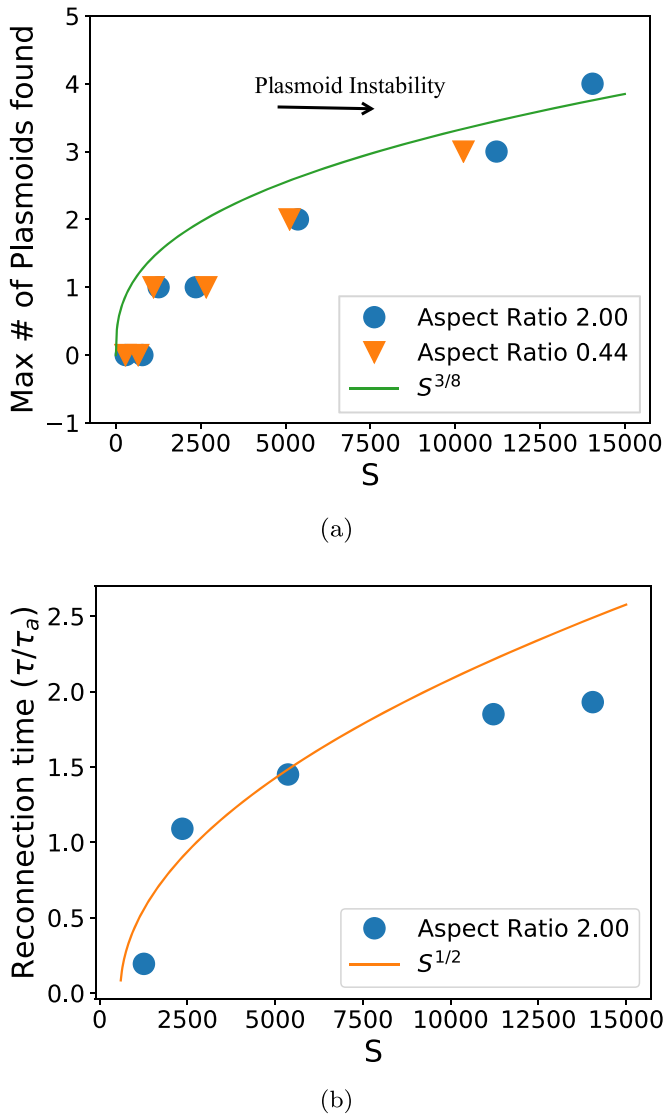 5
4
3
2
1
0
−1
Max # of Plasmoids found
Plasmoid Instability
Aspect Ratio 2.00
Aspect Ratio 0.44
S^{3/8}
0 2500 5000 7500 10000 12500 15000
S
(a)
2.5
2.0
1.5
1.0
0.5
0.0
Reconnection time (τ/τ_a)
Aspect Ratio 2.00
S^{1/2}
0 2500 5000 7500 10000 12500 15000
S
(b)